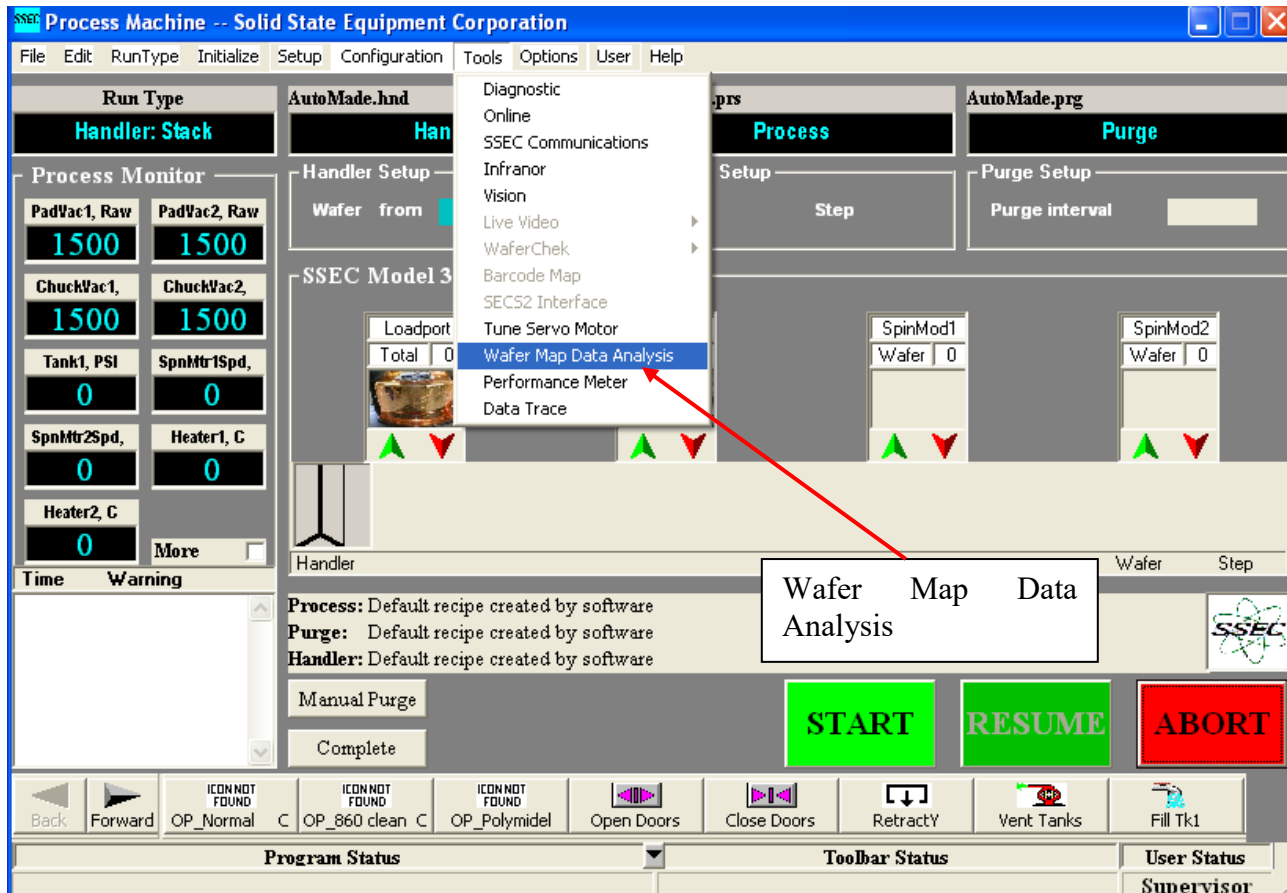 SSEC Process Machine -- Solid State Equipment Corporation
File Edit RunType Initialize Setup Configuration Tools Options User Help
Run Type
Handler: Stack
AutoMade.hnd
Han
.prs
Process
AutoMade.prg
Purge
Diagnostic
Online
SSEC Communications
Infranor
Vision
Live Video
WaferChek
Barcode Map
SECS2 Interface
Tune Servo Motor
Wafer Map Data Analysis
Performance Meter
Data Trace
Process Monitor
PadVac1, Raw PadVac2, Raw
1500 1500
ChuckVac1, ChuckVac2,
1500 1500
Tank1, PSI SpnMtr1Spd,
0 0
SpnMtr2Spd, Heater1, C
0 0
Heater2, C
0
More
Time Warning
Handler Setup
Wafer from
Setup
Step
Purge Setup
Purge interval
SSEC Model 3
Loadport
Total 0
SpinMod1
Wafer 0
SpinMod2
Wafer 0
Handler
Wafer Step
Wafer Map Data
Analysis
Process: Default recipe created by software
Purge: Default recipe created by software
Handler: Default recipe created by software
SSEC
Manual Purge
Complete
START RESUME ABORT
Back
Forward
ICON NOT
FOUND
OP_Normal C
ICON NOT
FOUND
OP_860 clean C
ICON NOT
FOUND
OP_Polymidel
Open Doors
Close Doors
RetractY
Vent Tanks
Fill Tk1
Program Status Toolbar Status User Status
Supervisor